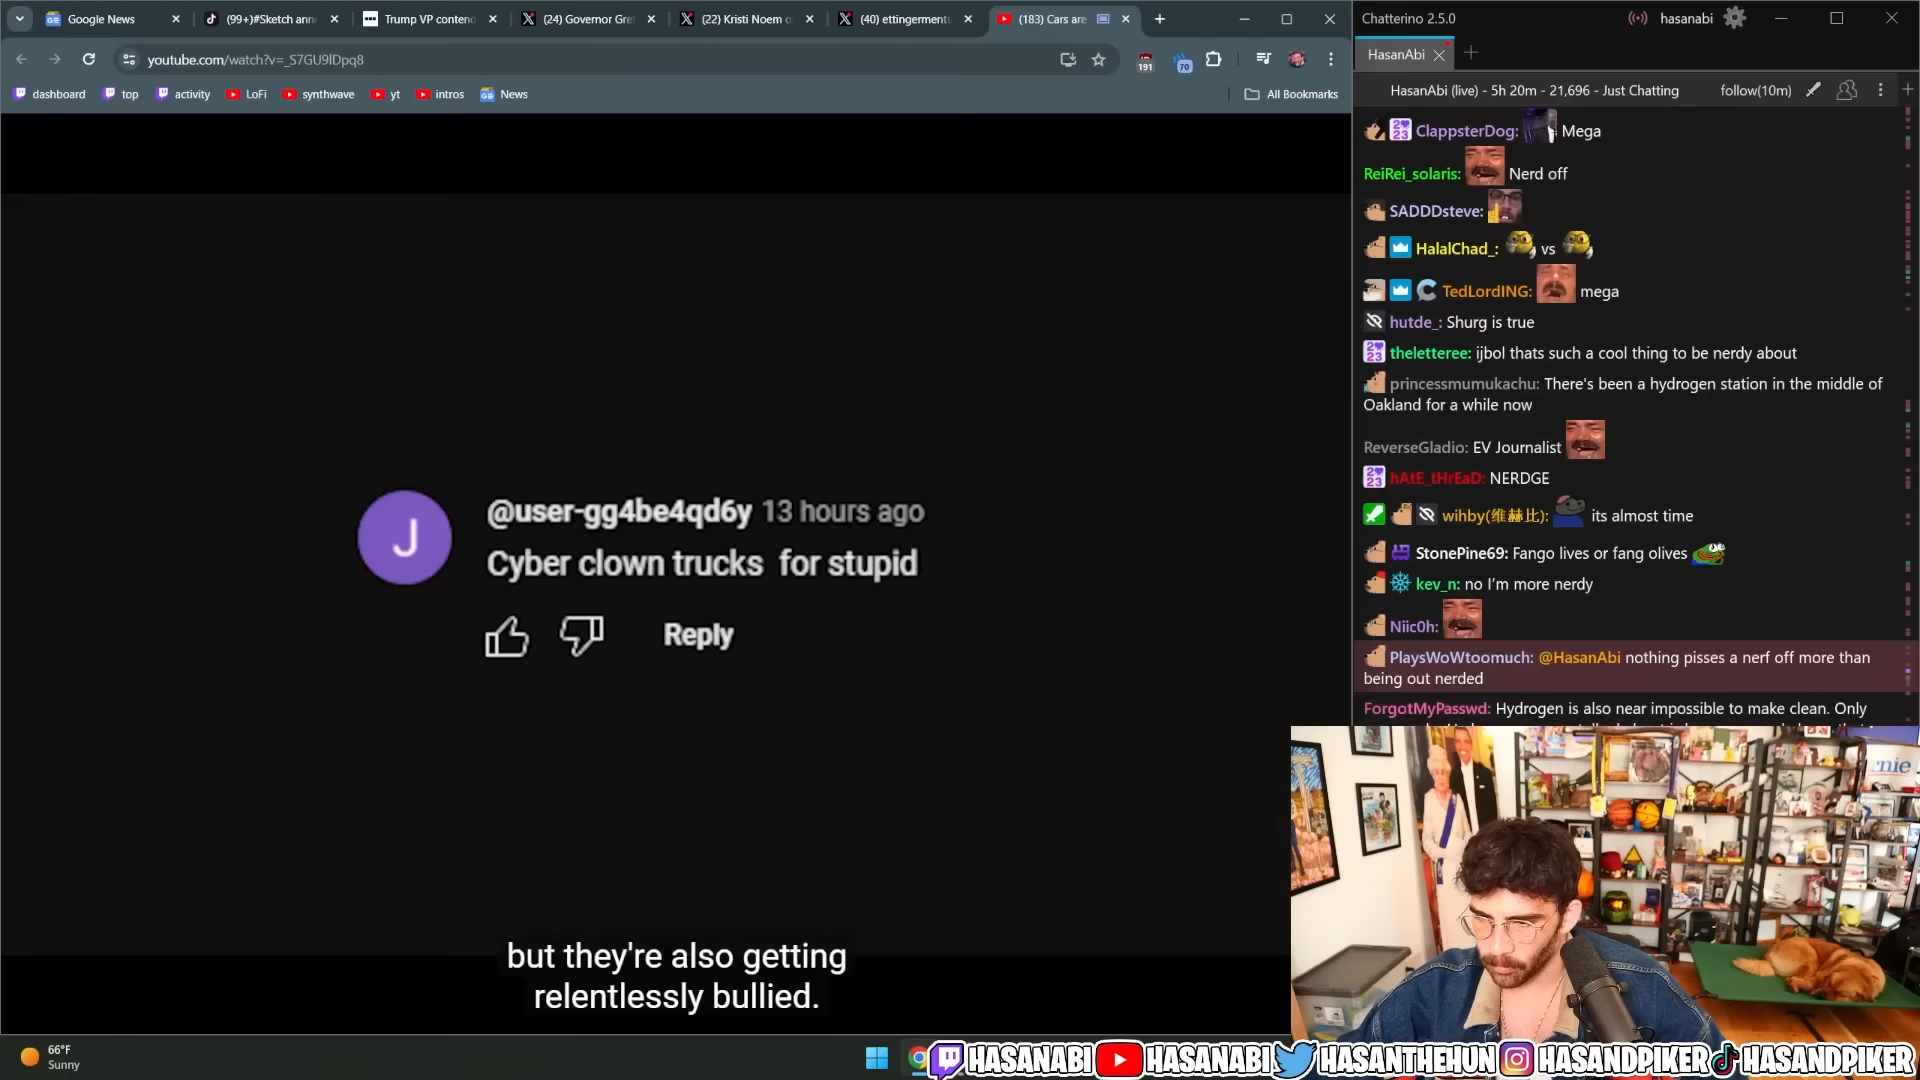 Google News
(99+)#Sketch ann
Trump VP contend
(24) Governor Gre
(22) Kristi Noem o
(40) ettingermentu
(183) Cars are
youtube.com/watch?v=_S7GU9lDpq8
191
70
dashboard
top
activity
LoFi
synthwave
yt
intros
News
All Bookmarks
@user-gg4be4qd6y 13 hours ago
J
Cyber clown trucks for stupid
Reply
but they're also getting
relentlessly bullied.
Chatterino 2.5.0
hasanabi
HasanAbi
HasanAbi (live) - 5h 20m - 21,696 - Just Chatting
follow(10m)
ClappsterDog: Mega
ReiRei_solaris: Nerd off
SADDDsteve:
HalalChad_: vs
TedLordING: mega
hutde_: Shurg is true
theletteree: ijbol thats such a cool thing to be nerdy about
princessmumukachu: There's been a hydrogen station in the middle of
Oakland for a while now
ReverseGladio: EV Journalist
hAtE_tHrEaD: NERDGE
wihby(维赫比): its almost time
StonePine69: Fango lives or fang olives
kev_n: no I'm more nerdy
Niic0h:
PlaysWoWtoomuch: @HasanAbi nothing pisses a nerf off more than
being out nerded
ForgotMyPasswd: Hydrogen is also near impossible to make clean. Only
rnie
66°F
Sunny
HASANABI HASANABI HASANTHEHUN HASANDPIKER HASANDPIKER